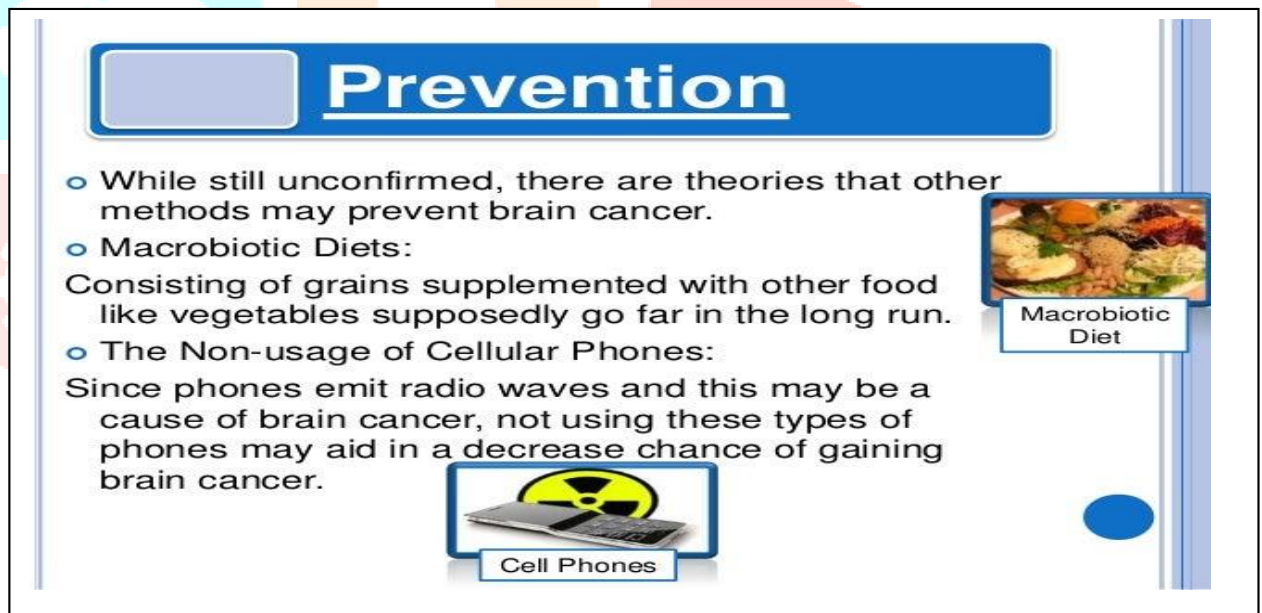 Prevention
While still unconfirmed, there are theories that other
methods may prevent brain cancer.
Macrobiotic Diets:
Consisting of grains supplemented with other food
like vegetables supposedly go far in the long run.
The Non-usage of Cellular Phones:
Since phones emit radio waves and this may be a
cause of brain cancer, not using these types of
phones may aid in a decrease chance of gaining
brain cancer.
Macrobiotic
Diet
Cell Phones